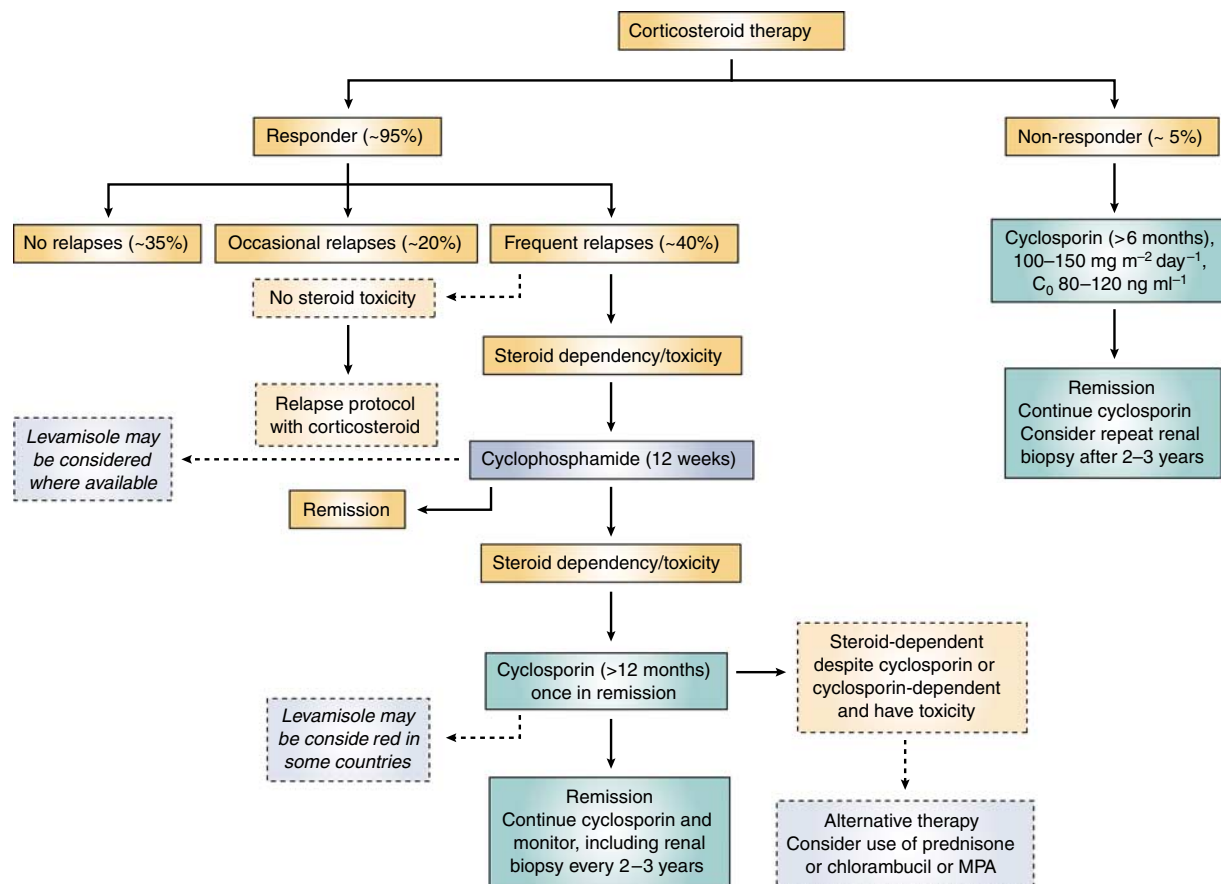 Corticosteroid therapy
Responder (~95%)
Non-responder (~ 5%)
No relapses (~35%)
Occasional relapses (~20%)
Frequent relapses (~40%)
Cyclosporin (>6 months),
100–150 mg m⁻² day⁻¹,
C₀ 80–120 ng ml⁻¹
No steroid toxicity
Steroid dependency/toxicity
Relapse protocol
with corticosteroid
Remission
Continue cyclosporin
Consider repeat renal
biopsy after 2–3 years
Levamisole may
be considered
where available
Cyclophosphamide (12 weeks)
Remission
Steroid dependency/toxicity
Cyclosporin (>12 months)
once in remission
Steroid-dependent
despite cyclosporin or
cyclosporin-dependent
and have toxicity
Levamisole may
be conside red in
some countries
Remission
Continue cyclosporin and
monitor, including renal
biopsy every 2–3 years
Alternative therapy
Consider use of prednisone
or chlorambucil or MPA